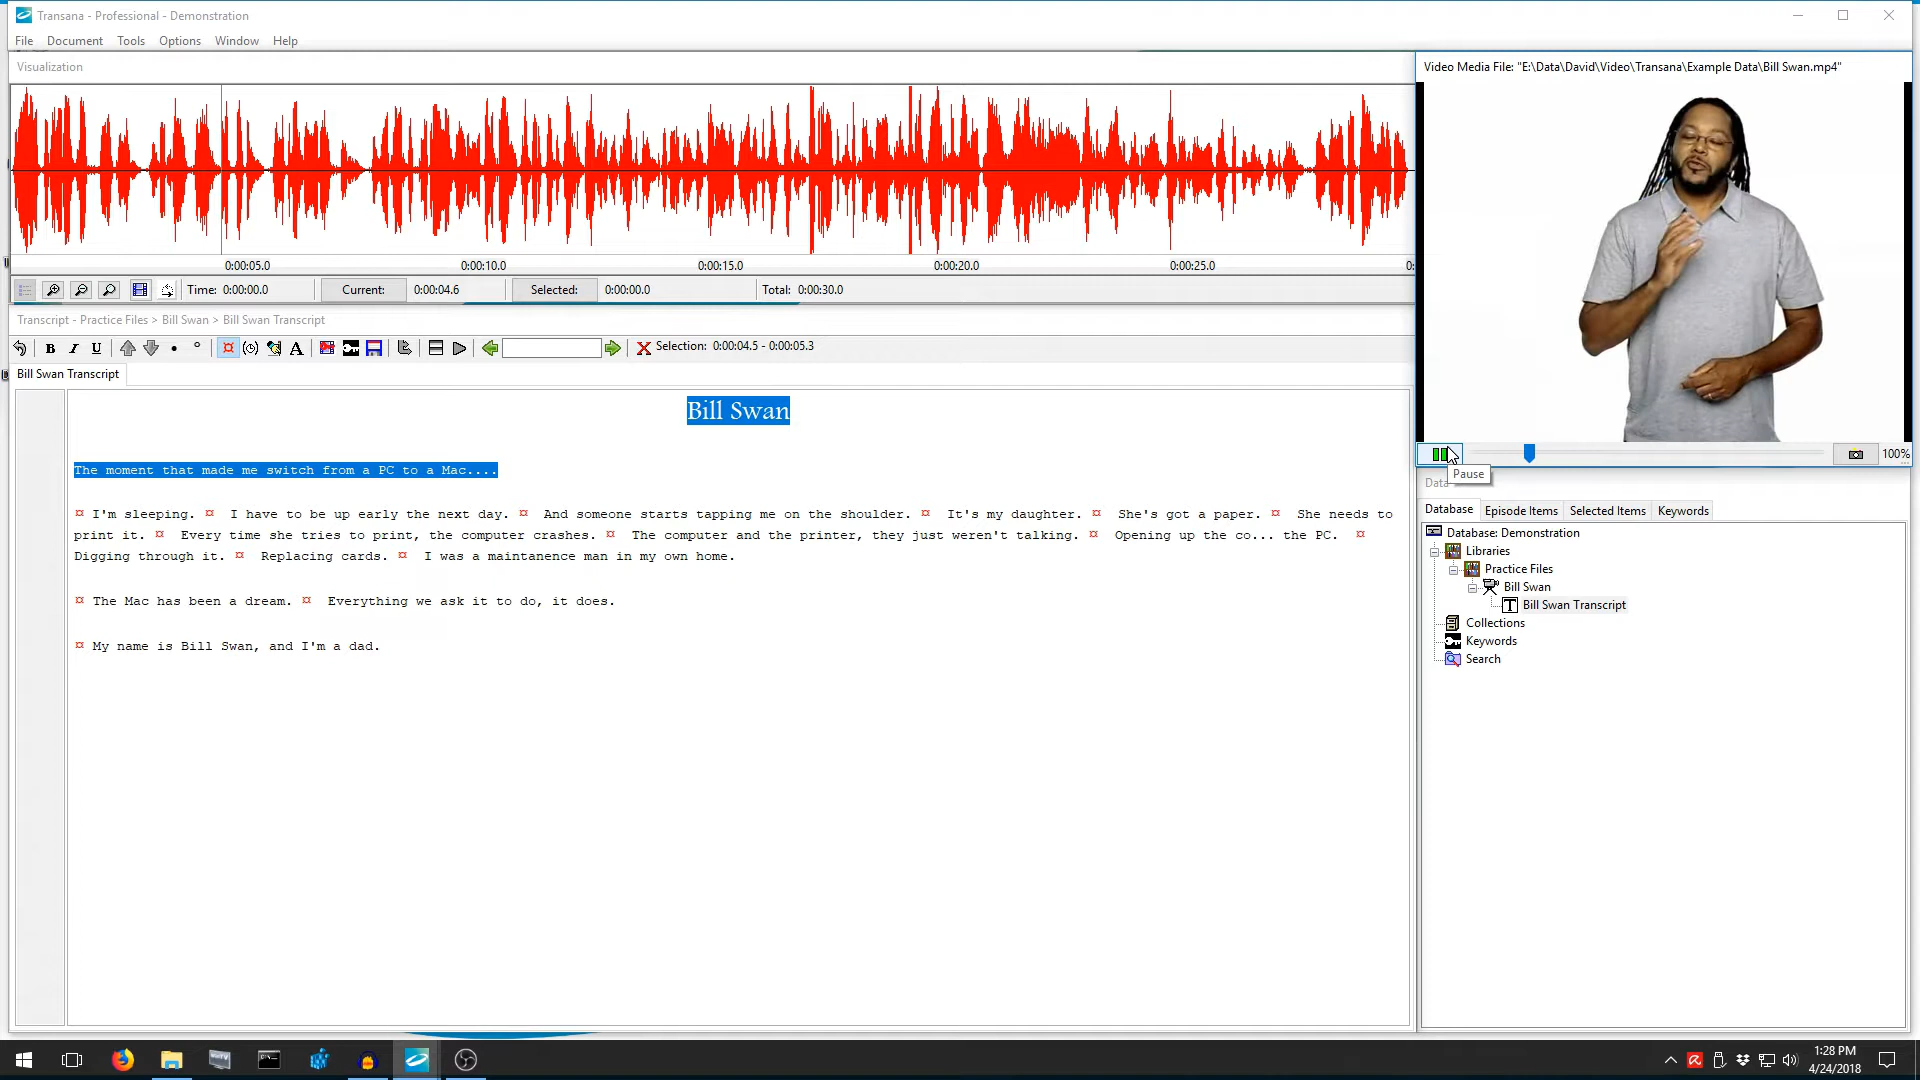 Transana - Professional - Demonstration
File Document Tools Options Window Help
Visualization
0:00:05.0 0:00:10.0 0:00:15.0 0:00:20.0 0:00:25.0 0:
Time: 0:00:00.0 Current: 0:00:04.6 Selected: 0:00:00.0 Total: 0:00:30.0
Transcript - Practice Files > Bill Swan > Bill Swan Transcript
B I U A Selection: 0:00:04.5 - 0:00:05.3
Bill Swan Transcript
Bill Swan
The moment that made me switch from a PC to a Mac....
¤ I'm sleeping. ¤ I have to be up early the next day. ¤ And someone starts tapping me on the shoulder. ¤ It's my daughter. ¤ She's got a paper. ¤ She needs to
print it. ¤ Every time she tries to print, the computer crashes. ¤ The computer and the printer, they just weren't talking. ¤ Opening up the co... the PC. ¤
Digging through it. ¤ Replacing cards. ¤ I was a maintanence man in my own home.
¤ The Mac has been a dream. ¤ Everything we ask it to do, it does.
¤ My name is Bill Swan, and I'm a dad.
Video Media File: "E:\Data\David\Video\Transana\Example Data\Bill Swan.mp4"
100%
Pause
Data
Database Episode Items Selected Items Keywords
Database: Demonstration
Libraries
Practice Files
Bill Swan
T Bill Swan Transcript
Collections
Keywords
Search
1:28 PM
4/24/2018